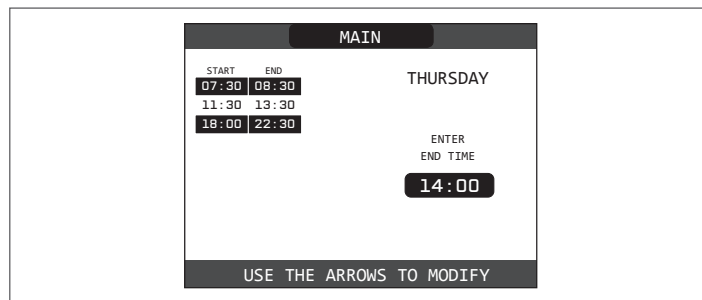 MAIN
START END
07:30 08:30
11:30 13:30
18:00 22:30
THURSDAY
ENTER
END TIME
14:00
USE THE ARROWS TO MODIFY